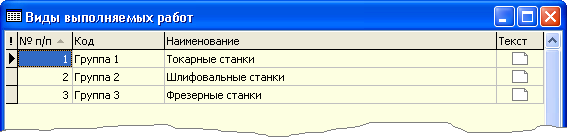 Виды выполняемых работ
! № п/п Код Наименование Текст
1 Группа 1 Токарные станки
2 Группа 2 Шлифовальные станки
3 Группа 3 Фрезерные станки